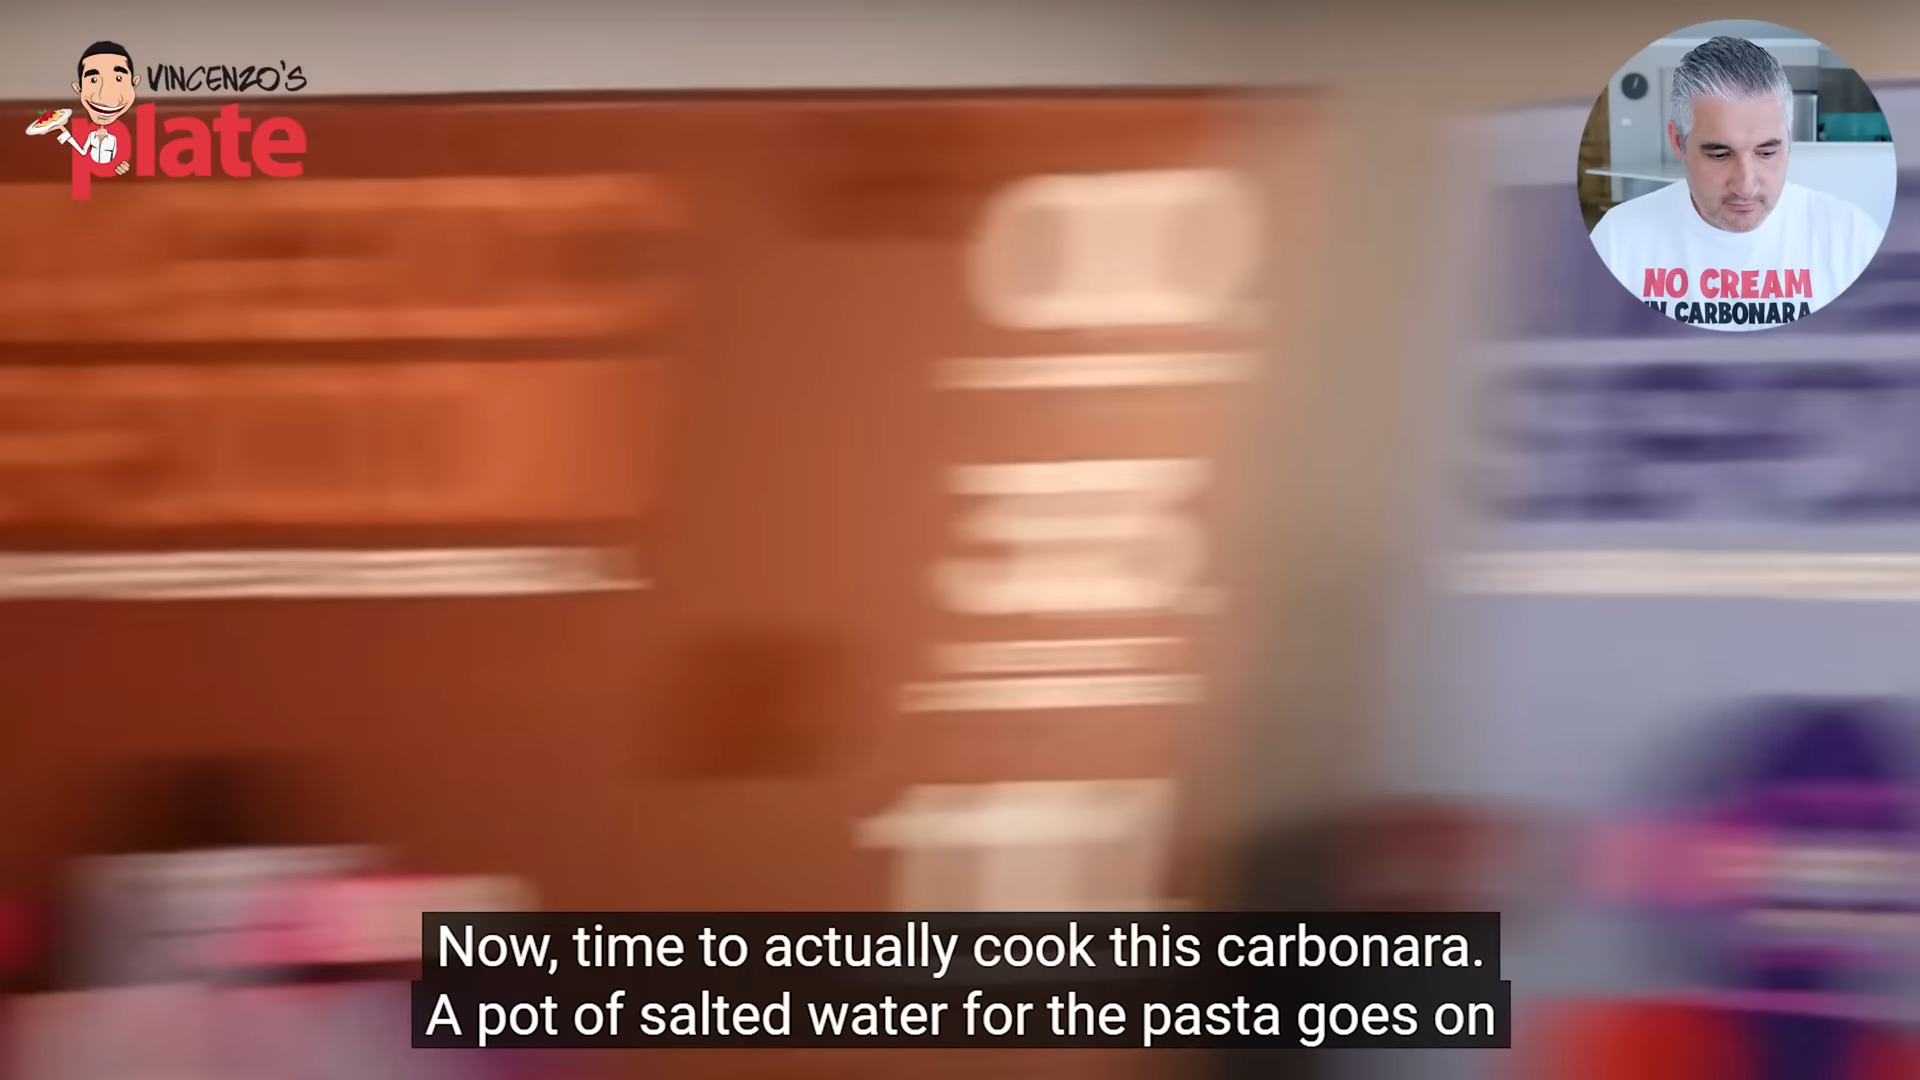 VINCENZO'S
plate
NO CREAM
IN CARBONARA
Now, time to actually cook this carbonara.
A pot of salted water for the pasta goes on